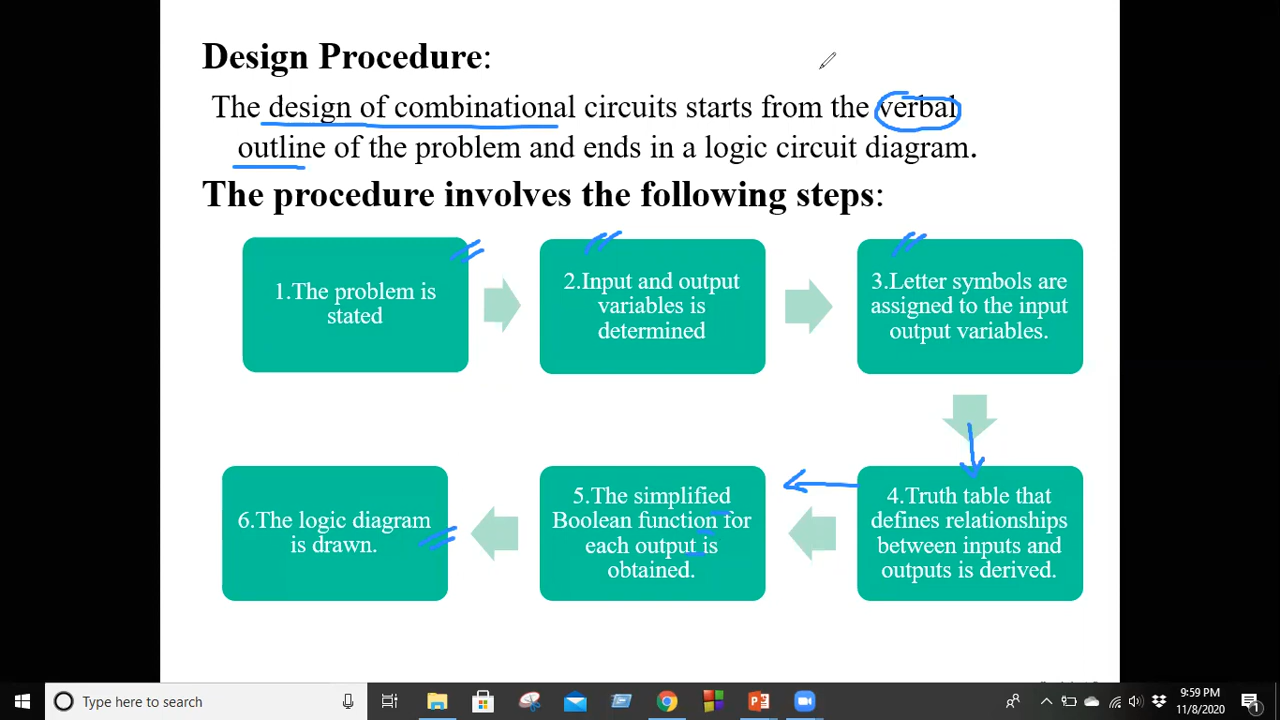 Design Procedure:
The design of combinational circuits starts from the verbal
outline of the problem and ends in a logic circuit diagram.
The procedure involves the following steps:
1.The problem is
stated
2.Input and output
variables is
determined
3.Letter symbols are
assigned to the input
output variables.
4.Truth table that
defines relationships
between inputs and
outputs is derived.
5.The simplified
Boolean function for
each output is
obtained.
6.The logic diagram
is drawn.
Type here to search
9:59 PM
11/8/2020